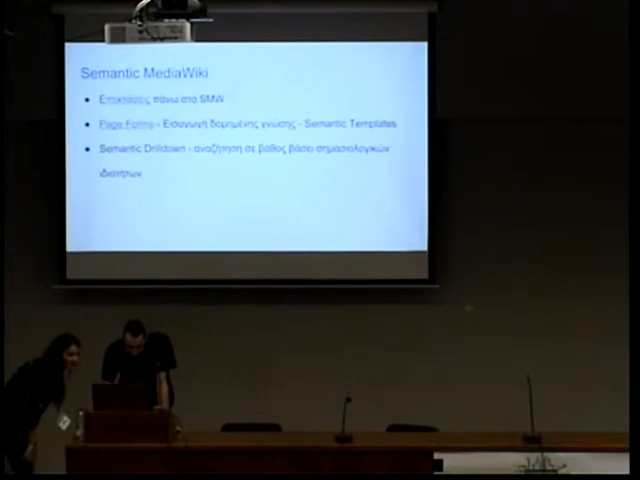 Semantic MediaWiki
Επεκτάσεις πάνω στο SMW
Page Forms - Εισαγωγή δομημένης γνώσης - Semantic Templates
Semantic Drilldown - αναζήτηση σε βάθος βάσει σημασιολογικών
ιδιοτήτων